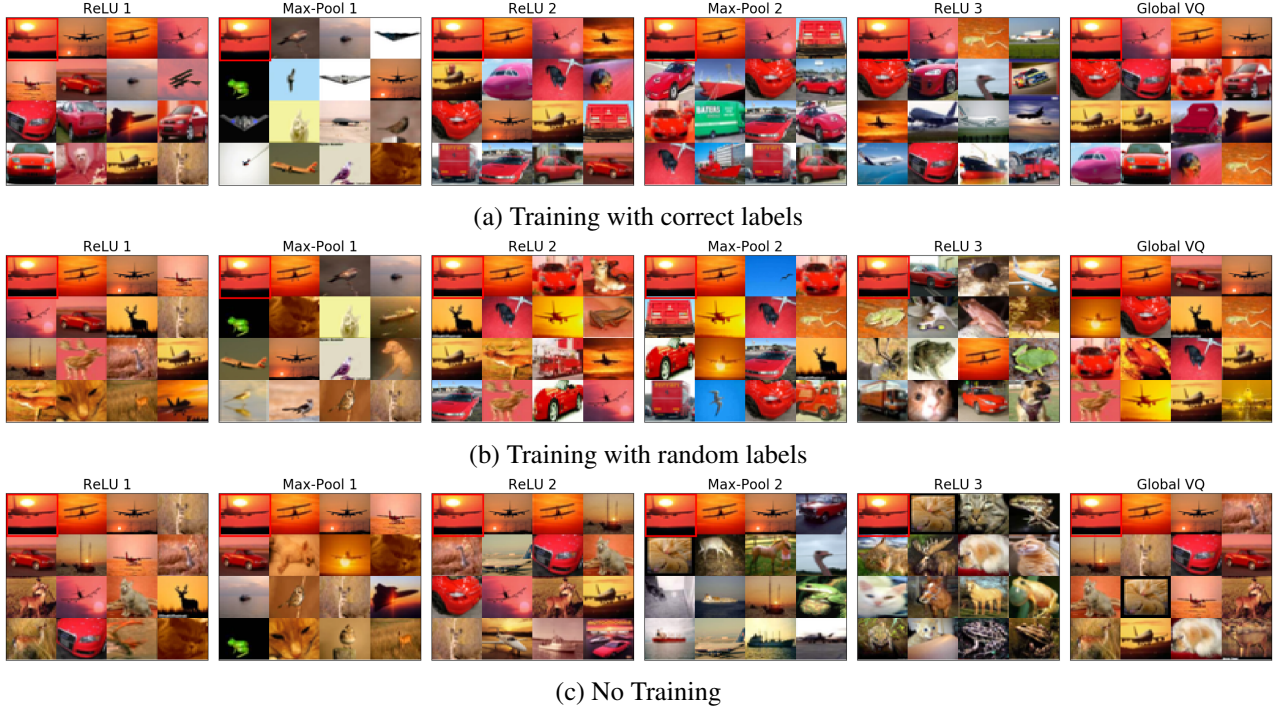 ReLU 1 Max-Pool 1 ReLU 2 Max-Pool 2 ReLU 3 Global VQ
(a) Training with correct labels
ReLU 1 Max-Pool 1 ReLU 2 Max-Pool 2 ReLU 3 Global VQ
(b) Training with random labels
ReLU 1 Max-Pool 1 ReLU 2 Max-Pool 2 ReLU 3 Global VQ
(c) No Training